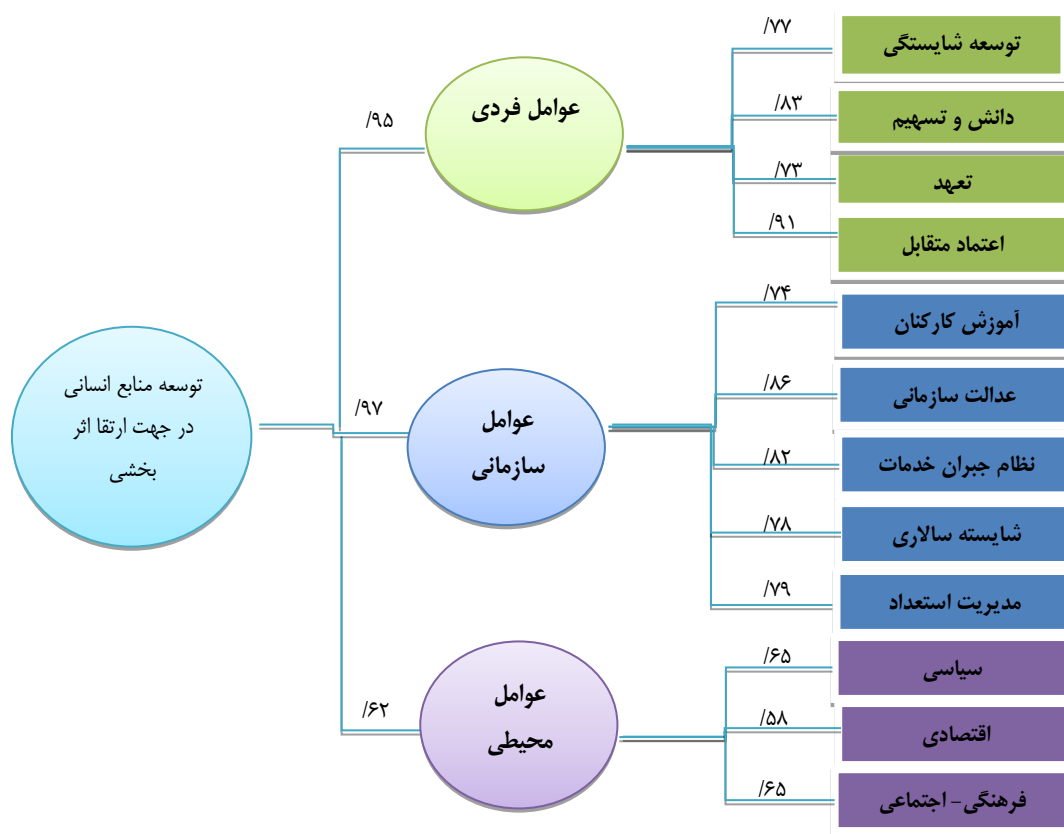 توسعه منابع انسانی
در جهت ارتقا اثر
بخشی
/۹۵
/۹۷
/۶۲
عوامل فردی
/۷۷
توسعه شایستگی
/۸۳
دانش و تسهیم
/۷۳
تعهد
/۹۱
اعتماد متقابل
عوامل
سازمانی
/۷۴
آموزش کارکنان
/۸۶
عدالت سازمانی
/۸۲
نظام جبران خدمات
/۷۸
شایسته سالاری
/۷۹
مدیریت استعداد
عوامل
محیطی
/۶۵
سیاسی
/۵۸
اقتصادی
/۶۵
فرهنگی- اجتماعی